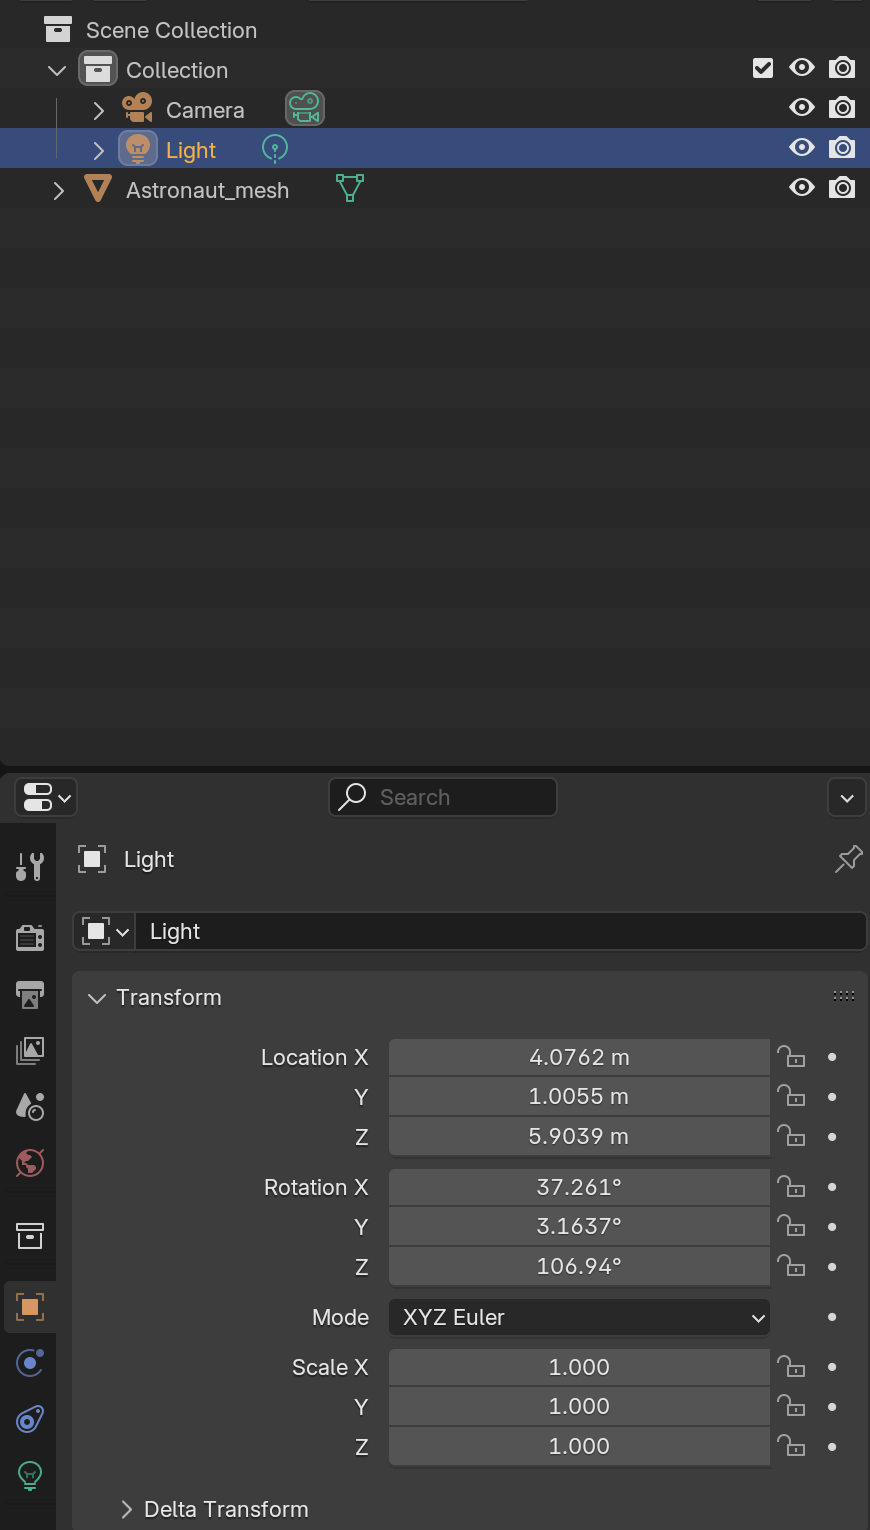 Scene Collection
Collection
Camera
Light
Astronaut_mesh
Search
Light
Light
Transform
Location X 4.0762 m
Y 1.0055 m
Z 5.9039 m
Rotation X 37.261°
Y 3.1637°
Z 106.94°
Mode XYZ Euler
Scale X 1.000
Y 1.000
Z 1.000
Delta Transform